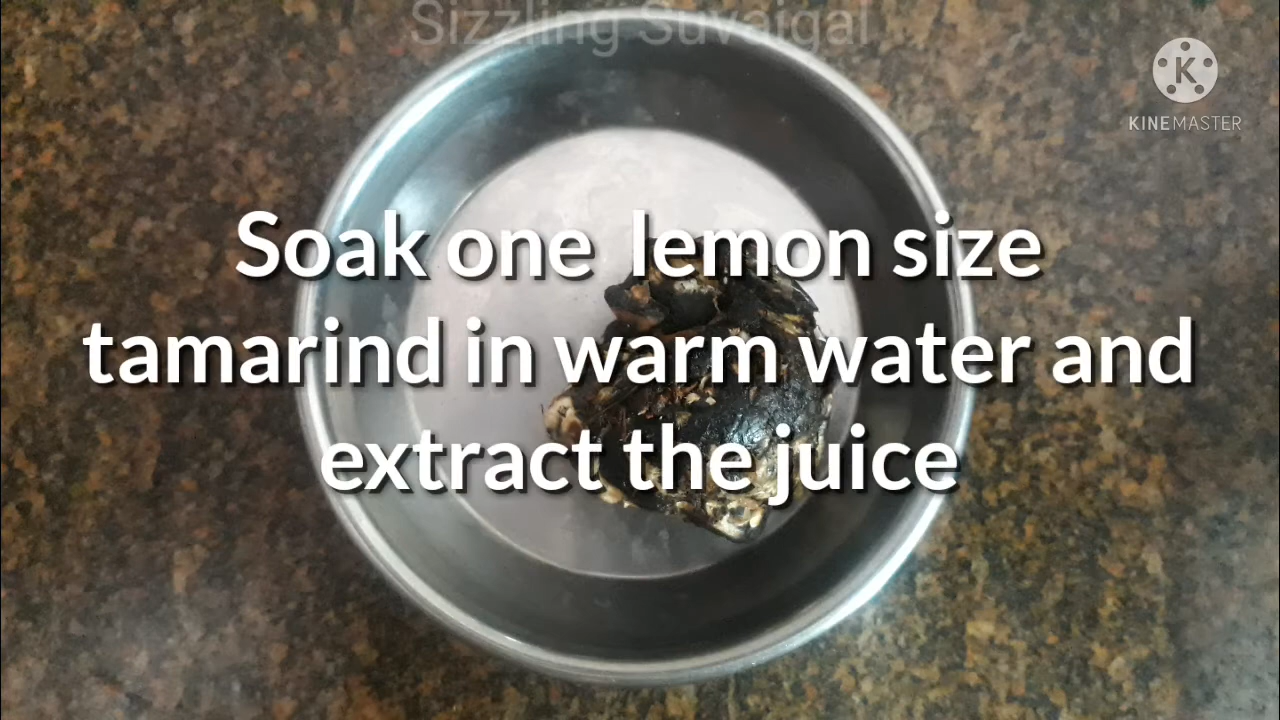 Sizzling Suvaigal
K
KINEMASTER
Soak one lemon size
tamarind in warm water and
extract the juice